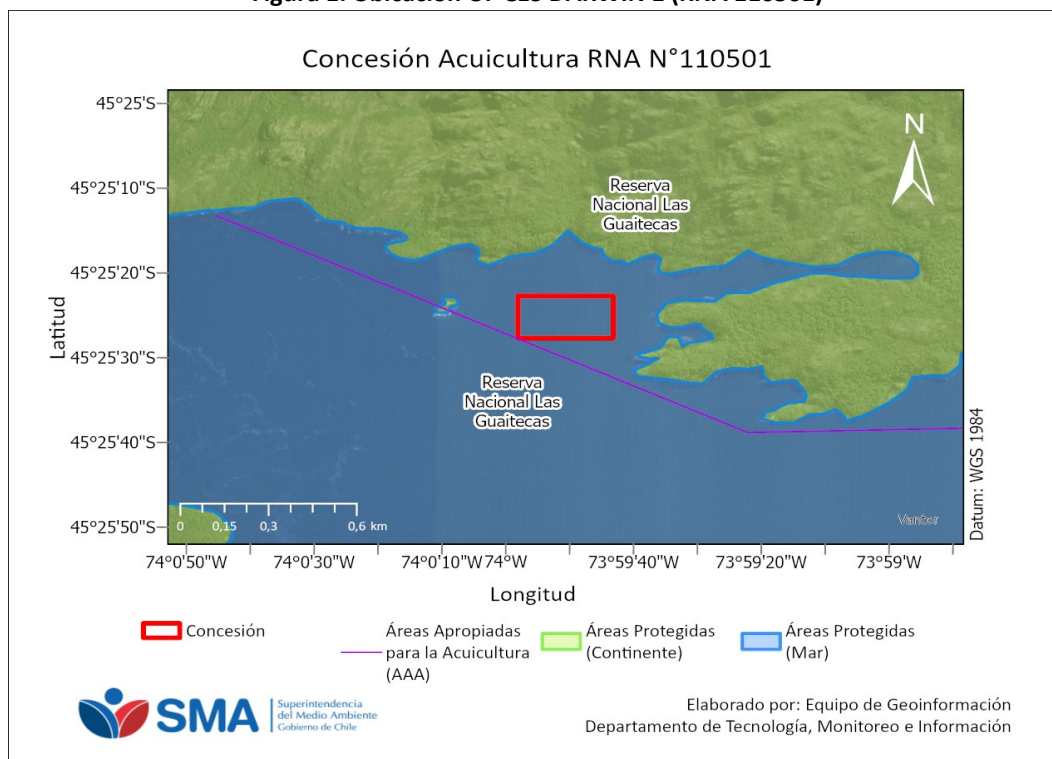 Concesión Acuicultura RNA N°110501
45°25'S
45°25'10"S
45°25'20"S
45°25'30"S
45°25'40"S
45°25'50"S
Latitud
N
Reserva
Nacional Las
Guaitecas
Reserva
Nacional Las
Guaitecas
Datum: WGS 1984
Vantor
0 0,15 0,3 0,6 km
74°0'50"W 74°0'30"W 74°0'10"W 74°W 73°59'40"W 73°59'20"W 73°59'W
Longitud
Concesión
Áreas Apropiadas
para la Acuicultura
(AAA)
Áreas Protegidas
(Continente)
Áreas Protegidas
(Mar)
SMA
Superintendencia
del Medio Ambiente
Gobierno de Chile
Elaborado por: Equipo de Geoinformación
Departamento de Tecnología, Monitoreo e Información